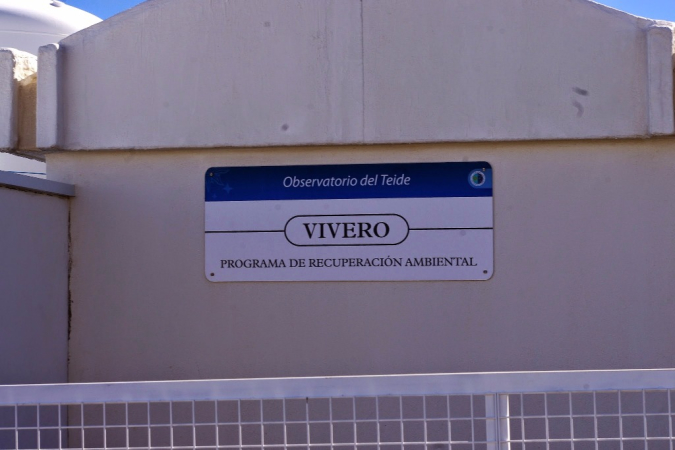 Observatorio del Teide
VIVERO
PROGRAMA DE RECUPERACIÓN AMBIENTAL